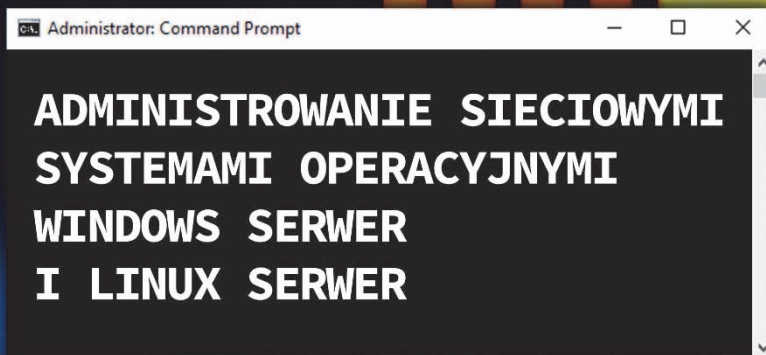 Administrator: Command Prompt
ADMINISTROWANIE SIECIOWYMI
SYSTEMAMI OPERACYJNYMI
WINDOWS SERWER
I LINUX SERWER